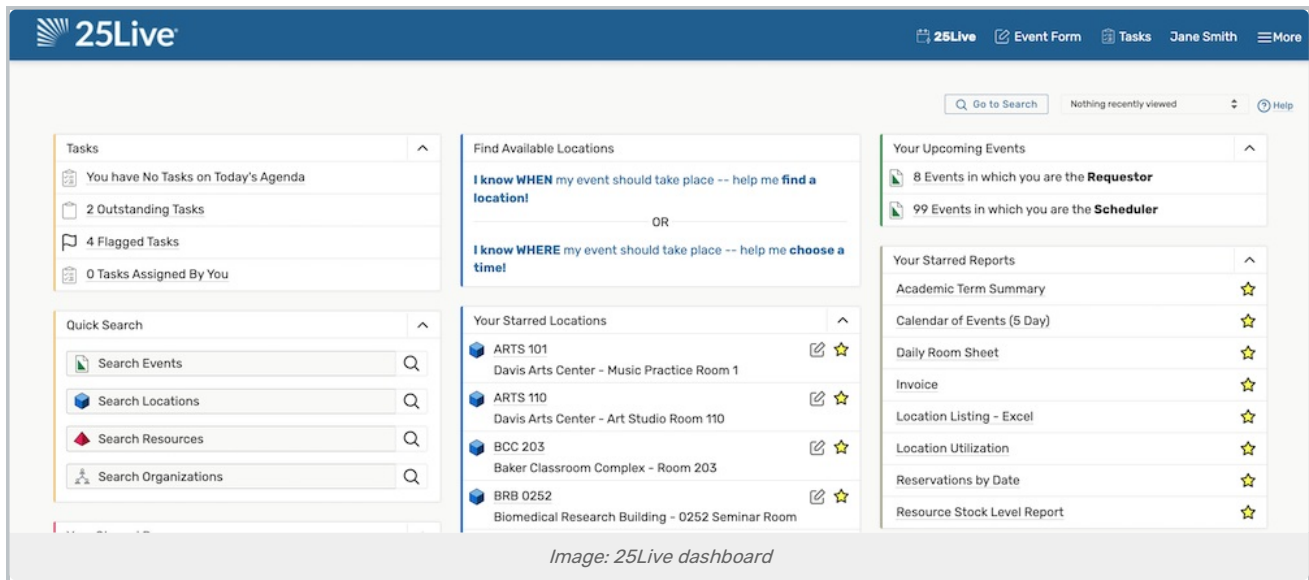 25Live
25Live
Event Form
Tasks
Jane Smith
More
Go to Search
Nothing recently viewed
Help
Tasks
You have No Tasks on Today's Agenda
2 Outstanding Tasks
4 Flagged Tasks
0 Tasks Assigned By You
Quick Search
Search Events
Search Locations
Search Resources
Search Organizations
Find Available Locations
I know WHEN my event should take place -- help me find a
location!
OR
I know WHERE my event should take place -- help me choose a
time!
Your Starred Locations
ARTS 101
Davis Arts Center - Music Practice Room 1
ARTS 110
Davis Arts Center - Art Studio Room 110
BCC 203
Baker Classroom Complex - Room 203
BRB 0252
Biomedical Research Building - 0252 Seminar Room
Your Upcoming Events
8 Events in which you are the Requestor
99 Events in which you are the Scheduler
Your Starred Reports
Academic Term Summary
Calendar of Events (5 Day)
Daily Room Sheet
Invoice
Location Listing - Excel
Location Utilization
Reservations by Date
Resource Stock Level Report
Image: 25Live dashboard